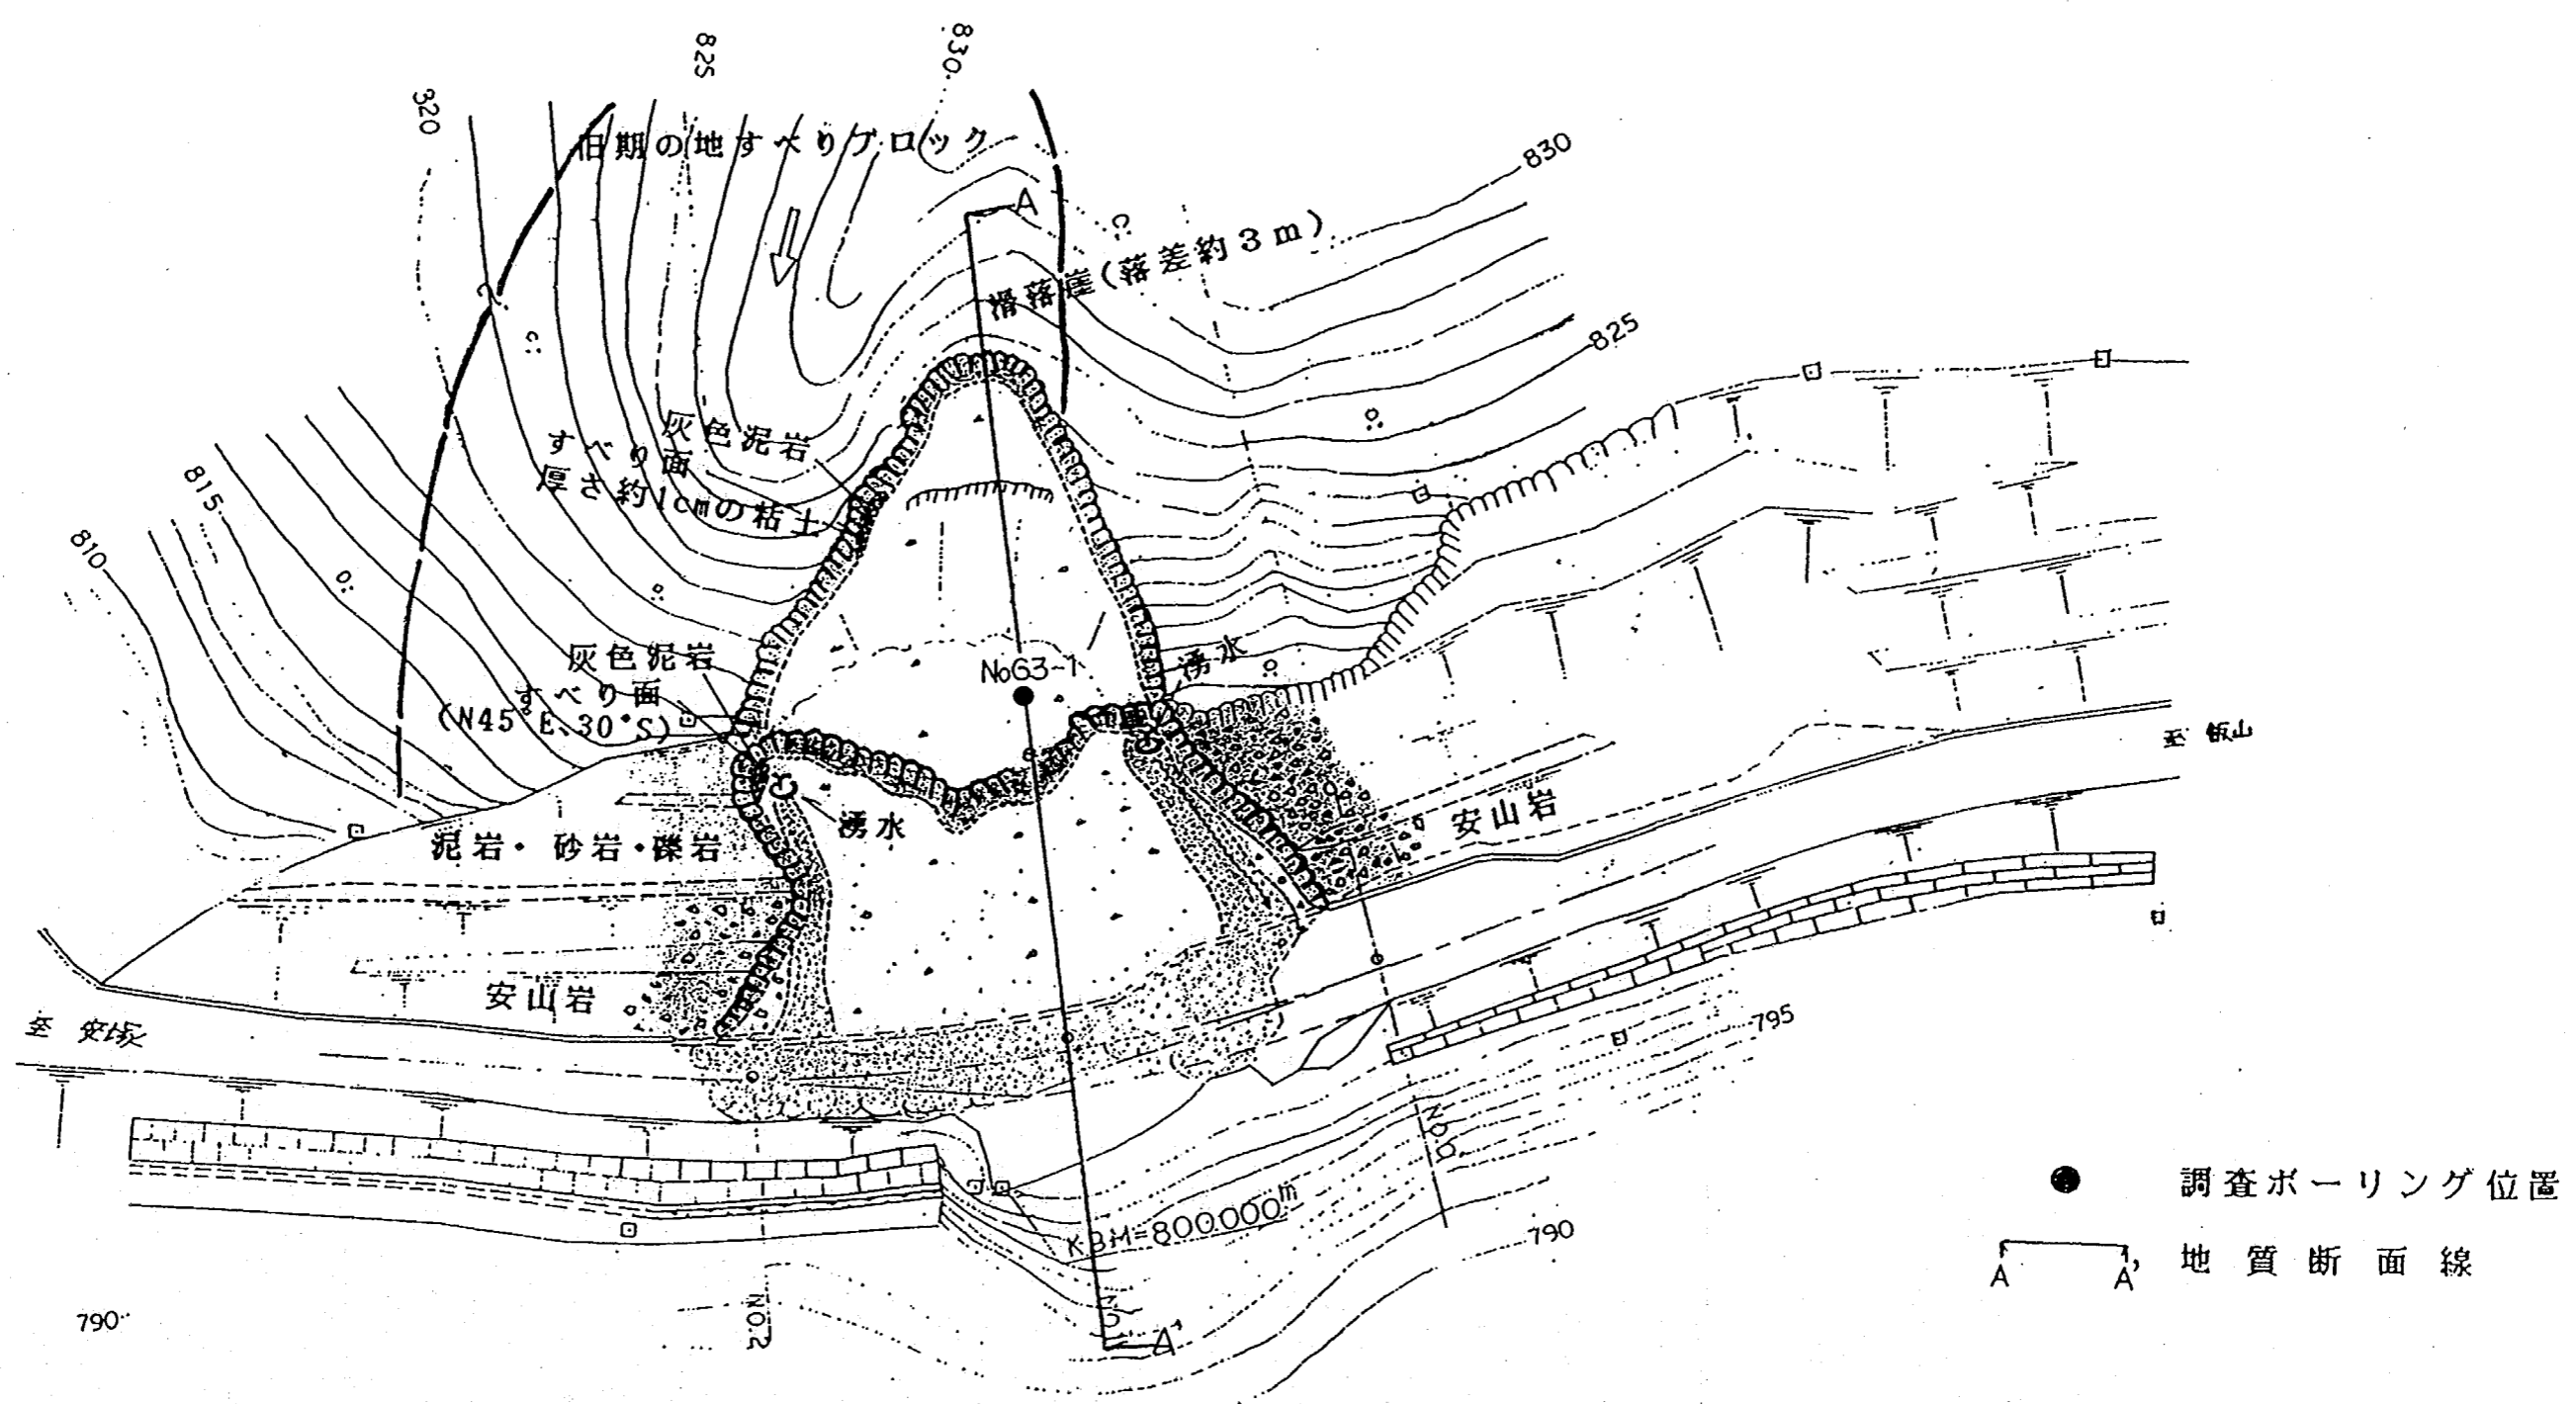 830
825
320
旧期の地すべりブロック
A
830
C:
滑落崖(落差約3m)
825
灰色泥岩
すべり面
厚さ約1cmの粘土
815
810
灰色泥岩
すべり面
(N45°E、30°S)
No63-1
湧水
至 飯山
湧水
安山岩
泥岩・砂岩・礫岩
安山岩
至 安塚
795
KBM=800.000m
790
790
NO.2
A'
調査ボーリング位置
A A' 地質断面線